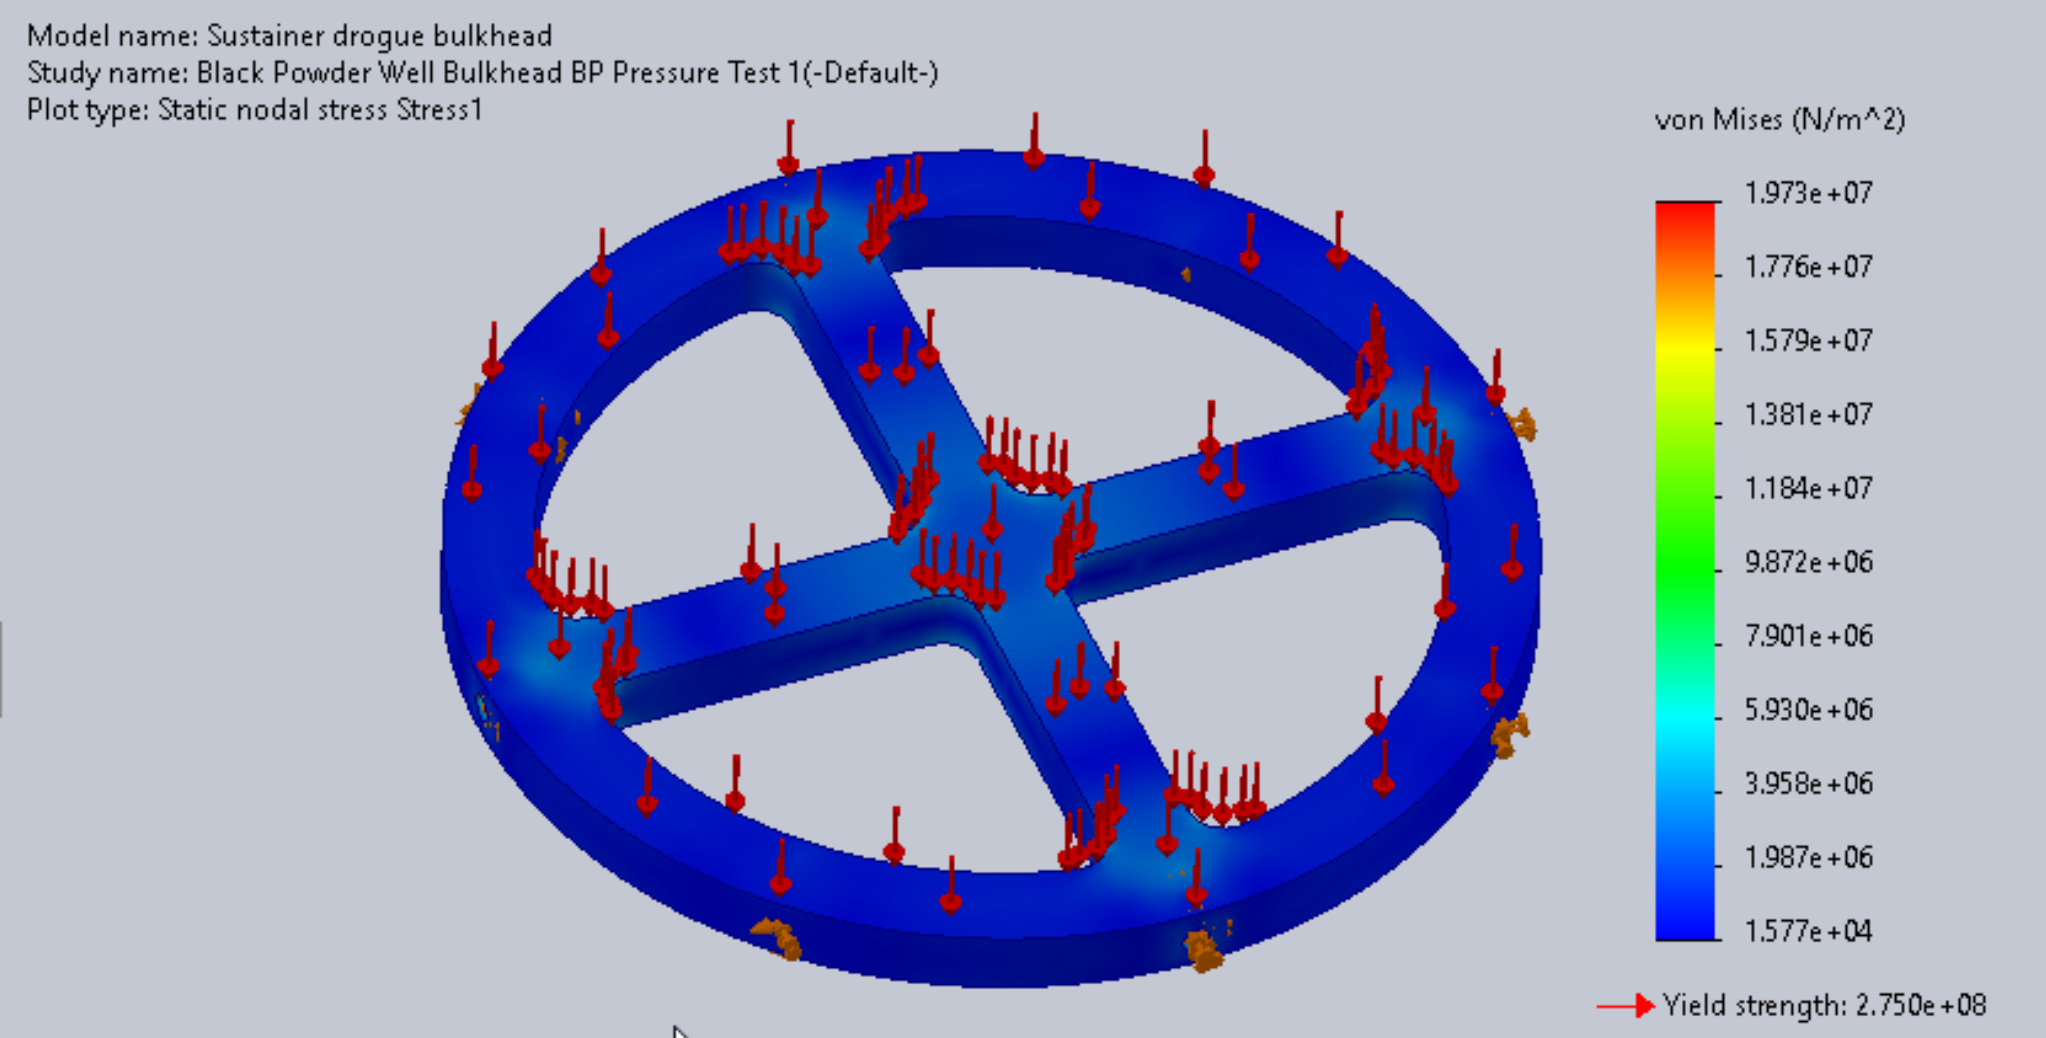 Model name: Sustainer drogue bulkhead
Study name: Black Powder Well Bulkhead BP Pressure Test 1(-Default-)
Plot type: Static nodal stress Stress1
von Mises (N/m^2)
1.973e+07
1.776e+07
1.579e+07
1.381e+07
1.184e+07
9.872e+06
7.901e+06
5.930e+06
3.958e+06
1.987e+06
1.577e+04
Yield strength: 2.750e+08